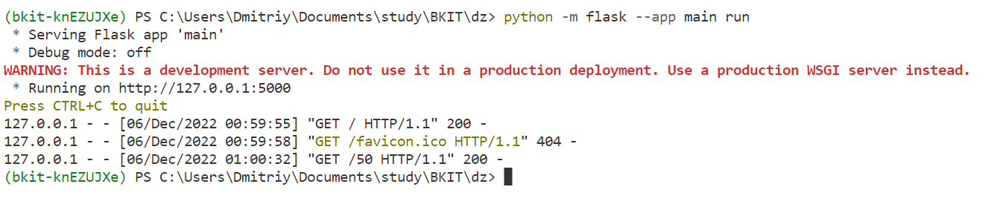 (bkit-knEZUJXe) PS C:\Users\Dmitriy\Documents\study\BKIT\dz> python -m flask --app main run
 * Serving Flask app 'main'
 * Debug mode: off
WARNING: This is a development server. Do not use it in a production deployment. Use a production WSGI server instead.
 * Running on http://127.0.0.1:5000
Press CTRL+C to quit
127.0.0.1 - - [06/Dec/2022 00:59:55] "GET / HTTP/1.1" 200 -
127.0.0.1 - - [06/Dec/2022 00:59:58] "GET /favicon.ico HTTP/1.1" 404 -
127.0.0.1 - - [06/Dec/2022 01:00:32] "GET /50 HTTP/1.1" 200 -
(bkit-knEZUJXe) PS C:\Users\Dmitriy\Documents\study\BKIT\dz>